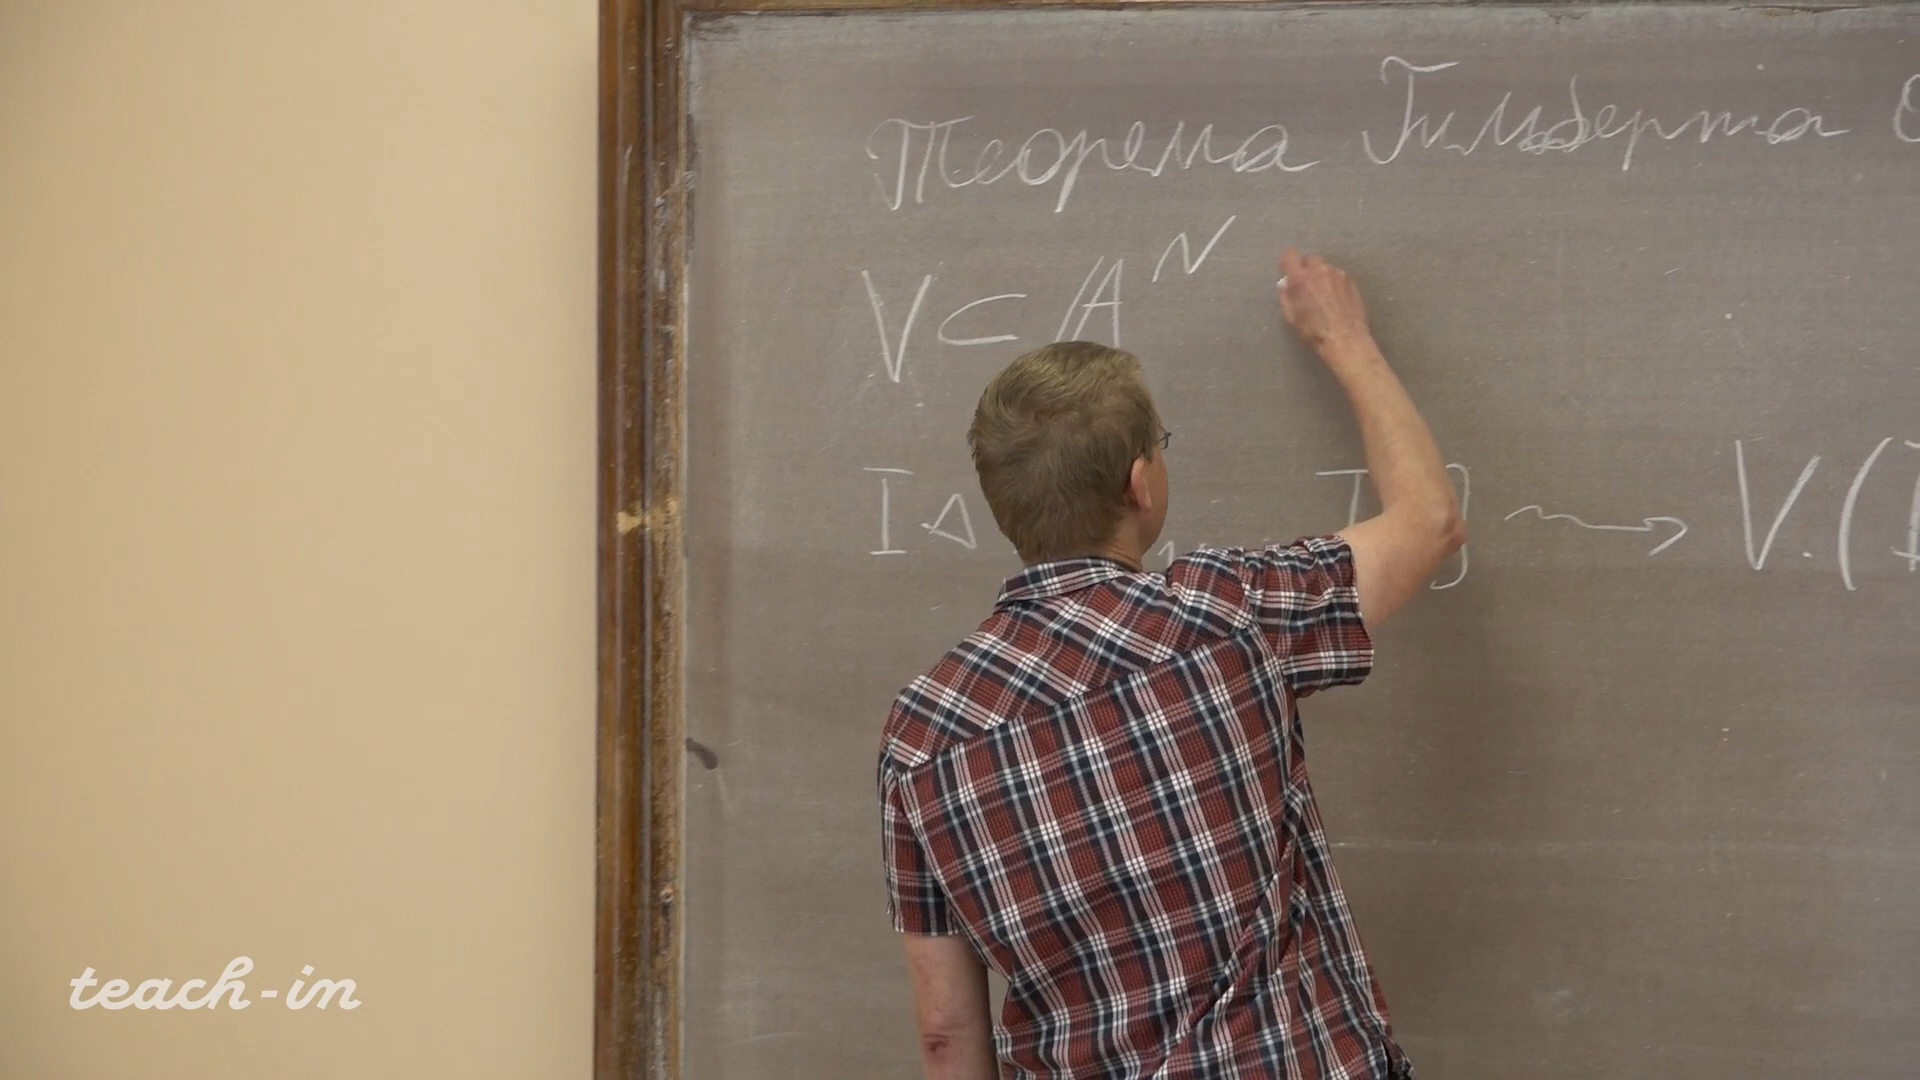 Теорема Гильберта
V ⊂ A^N
I ◁ ] ⇝ V(
teach-in